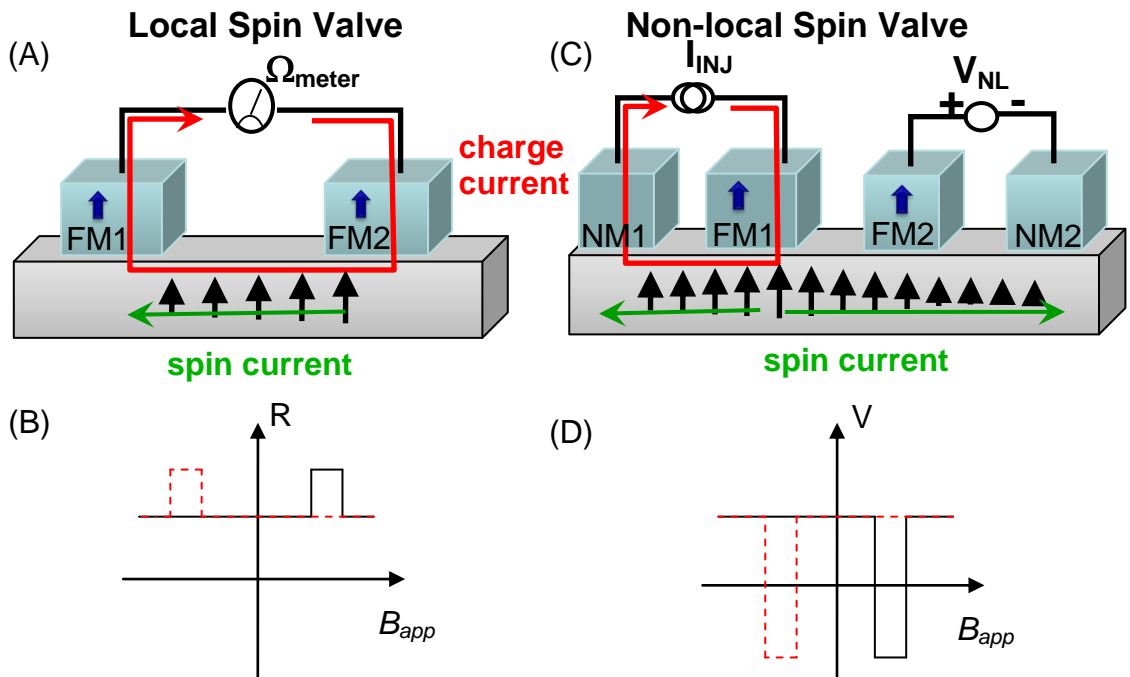 Local Spin Valve
(A)
Ωmeter
FM1
FM2
charge
current
spin current
Non-local Spin Valve
(C)
IINJ
VNL
+
-
NM1
FM1
FM2
NM2
spin current
(B)
R
Bapp
(D)
V
Bapp